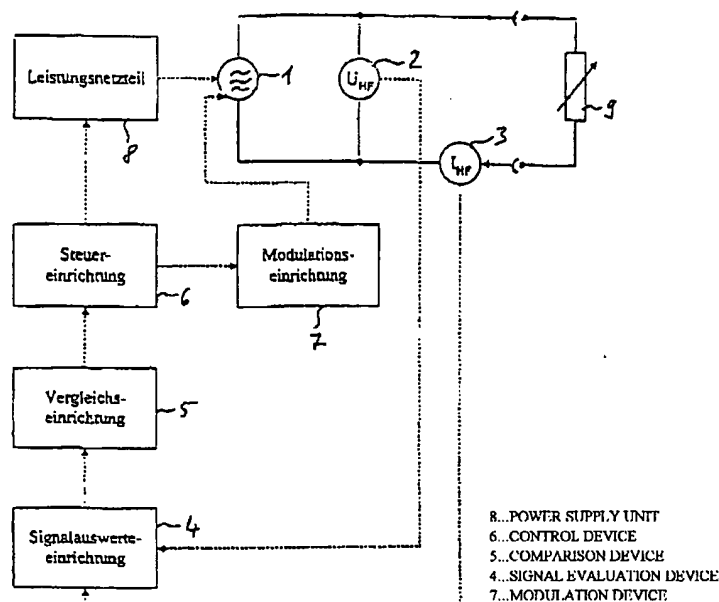 Leistungsnetzteil
8
1
U_HF
2
I_HF
3
9
Steuer-
einrichtung
6
Modulations-
einrichtung
7
Vergleichs-
einrichtung
5
Signalauswerte-
einrichtung
4
8...POWER SUPPLY UNIT
6...CONTROL DEVICE
5...COMPARISON DEVICE
4...SIGNAL EVALUATION DEVICE
7...MODULATION DEVICE